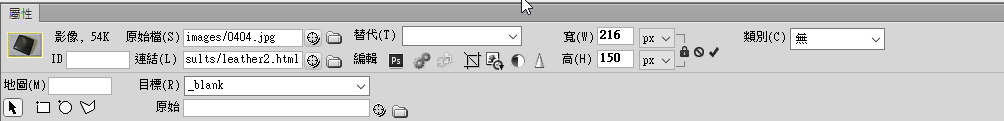 屬性
影像, 54K 原始檔(S) images/0404.jpg 替代(T) 寬(W) 216 px 類別(C) 無
ID 連結(L) sults/leather2.html 編輯 Ps 高(H) 150 px
地圖(M) 目標(R) _blank
原始